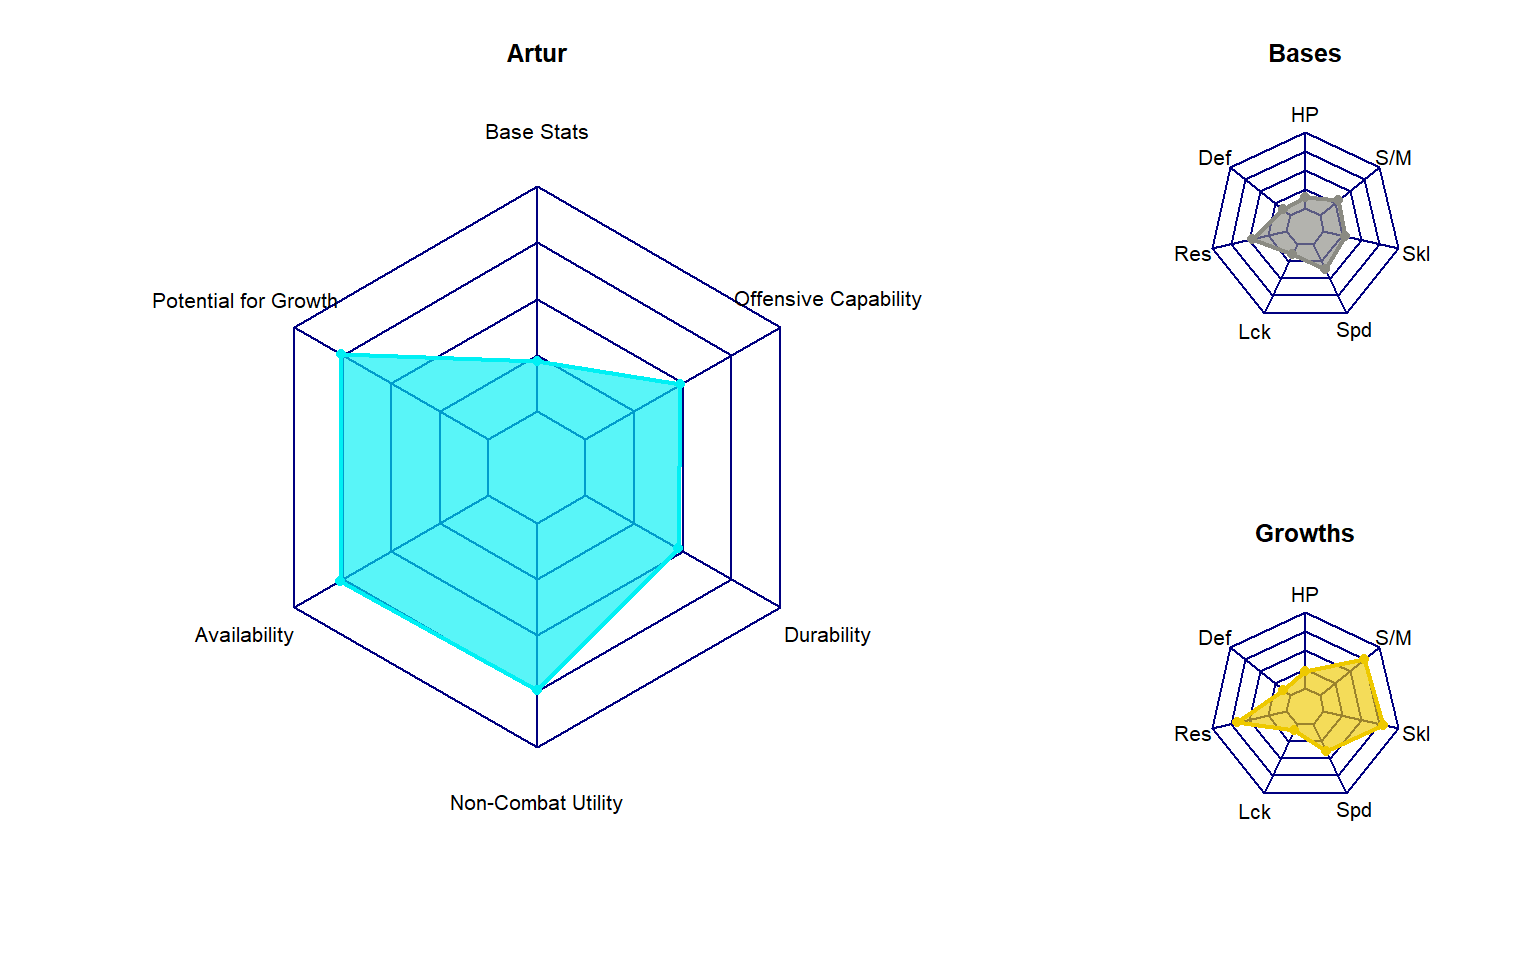 Artur
Base Stats
Offensive Capability
Potential for Growth
Availability
Durability
Non-Combat Utility
Bases
HP
S/M
Def
Skl
Res
Spd
Lck
Growths
HP
S/M
Def
Skl
Res
Spd
Lck